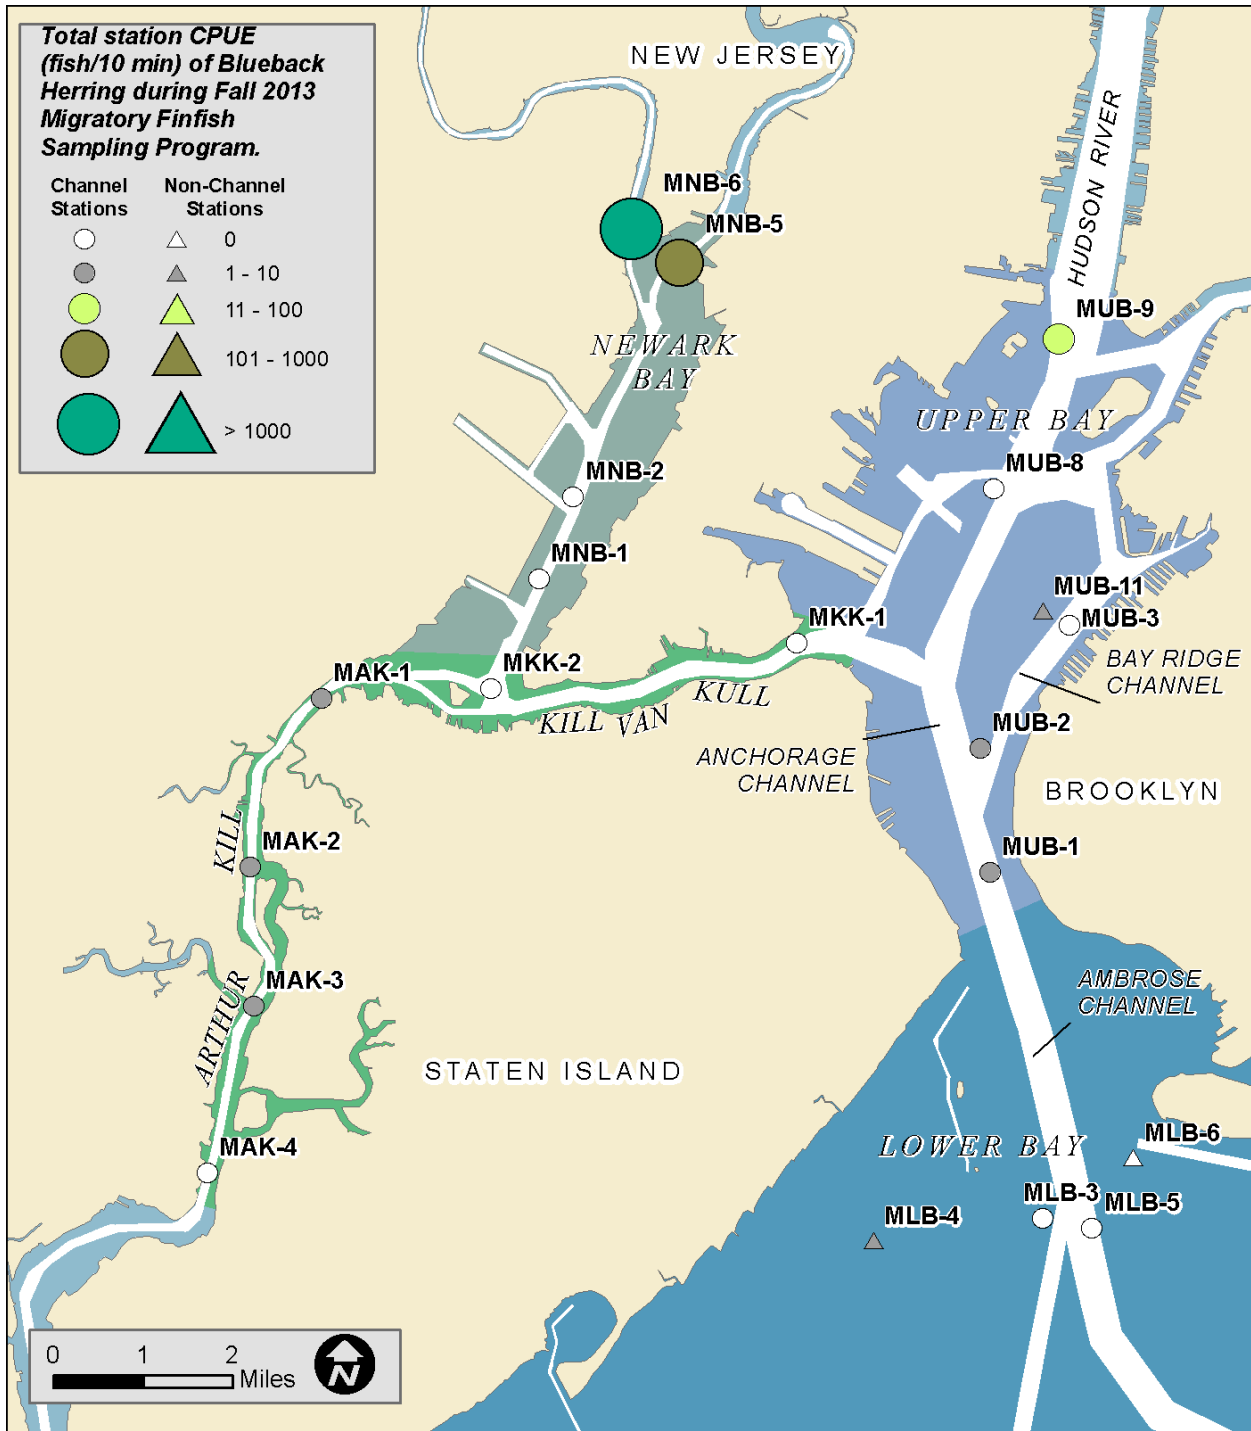 Total station CPUE
(fish/10 min) of Blueback
Herring during Fall 2013
Migratory Finfish
Sampling Program.
Channel Stations
Non-Channel Stations
0
1 - 10
11 - 100
101 - 1000
> 1000
NEW JERSEY
HUDSON RIVER
MNB-6
MNB-5
MUB-9
NEWARK
BAY
UPPER BAY
MNB-2
MUB-8
MNB-1
MUB-11
MUB-3
MKK-1
BAY RIDGE
CHANNEL
MAK-1
MKK-2
KILL VAN KULL
MUB-2
ANCHORAGE
CHANNEL
BROOKLYN
MAK-2
MUB-1
ARTHUR KILL
MAK-3
AMBROSE
CHANNEL
STATEN ISLAND
MAK-4
LOWER BAY
MLB-6
MLB-3
MLB-5
MLB-4
0 1 2
Miles
N